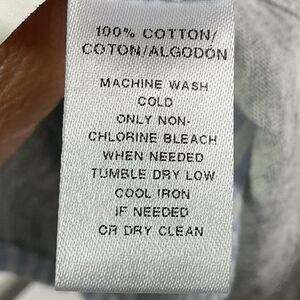 100% COTTON/
COTON/ALGODÓN
MACHINE WASH
COLD
ONLY NON-
CHLORINE BLEACH
WHEN NEEDED
TUMBLE DRY LOW
COOL IRON
IF NEEDED
OR DRY CLEAN